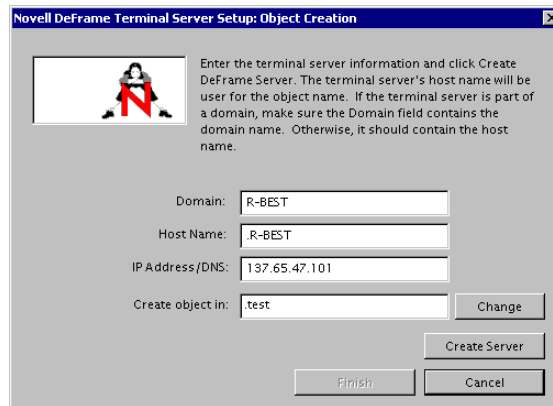 Novell DeFrame Terminal Server Setup: Object Creation
Enter the terminal server information and click Create
DeFrame Server. The terminal server's host name will be
user for the object name. If the terminal server is part of
a domain, make sure the Domain field contains the
domain name. Otherwise, it should contain the host
name.
N
Domain: R-BEST
Host Name: .R-BEST
IP Address/DNS: 137.65.47.101
Create object in: .test Change
Create Server
Finish Cancel